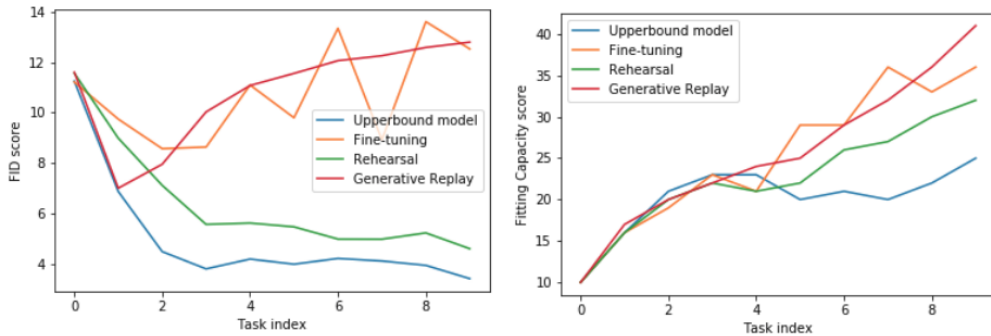 14
12
10
8
6
4
FID score
Upperbound model
Fine-tuning
Rehearsal
Generative Replay
0
2
4
6
8
Task index
40
35
30
25
20
15
10
Fitting Capacity score
Upperbound model
Fine-tuning
Rehearsal
Generative Replay
0
2
4
6
8
Task index